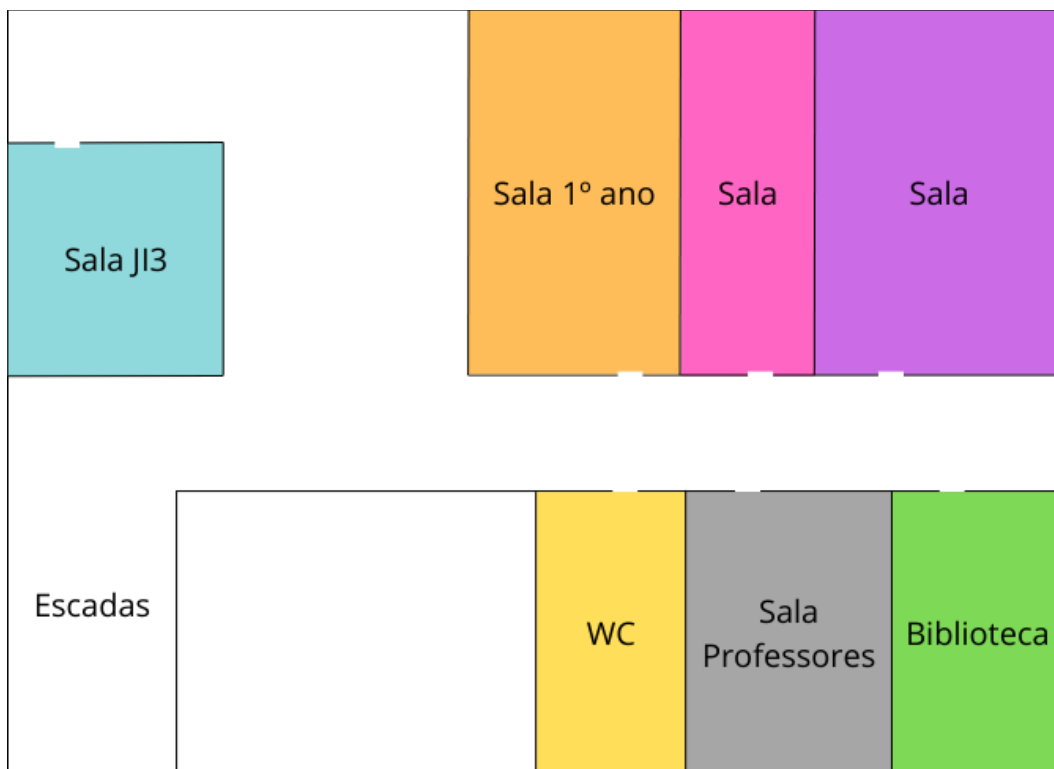 Sala 1º ano
Sala
Sala
Sala JI3
Escadas
WC
Sala
Professores
Biblioteca